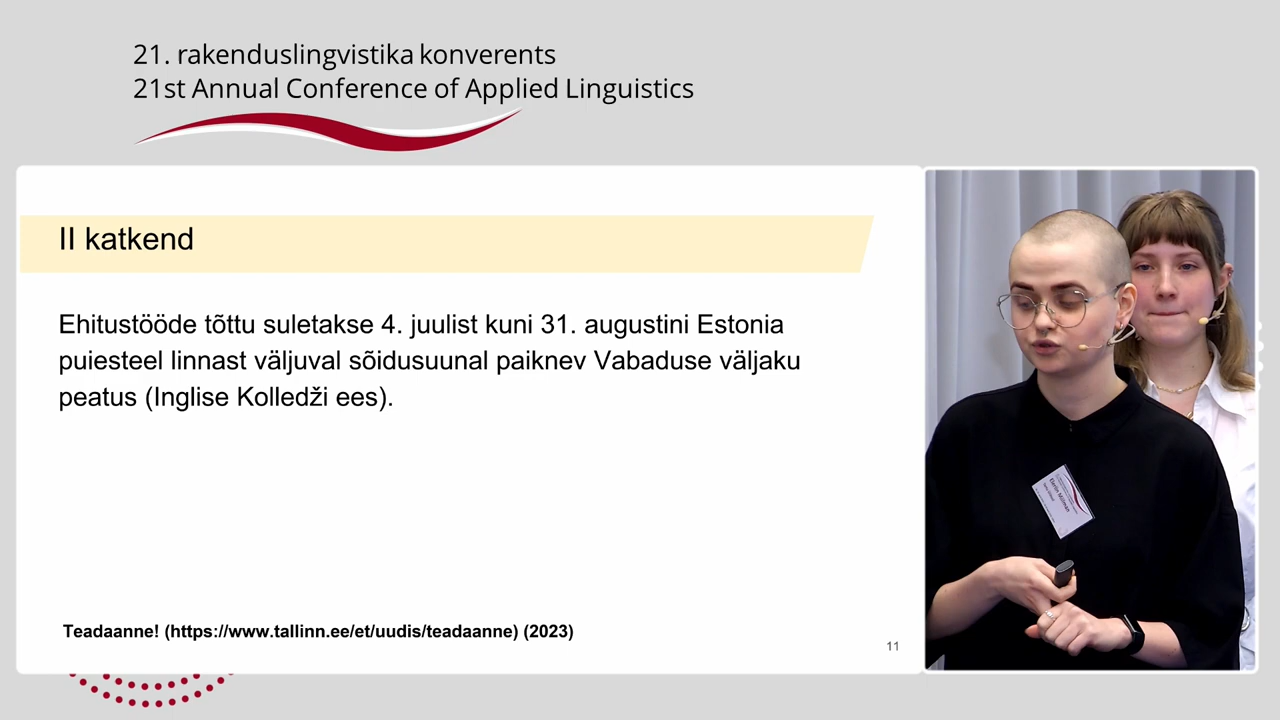 21. rakenduslingvistika konverents
21st Annual Conference of Applied Linguistics
II katkend
Ehitustööde tõttu suletakse 4. juulist kuni 31. augustini Estonia
puiesteel linnast väljuval sõidusuunal paiknev Vabaduse väljaku
peatus (Inglise Kolledži ees).
Teadaanne! (https://www.tallinn.ee/et/uudis/teadaanne) (2023)
11